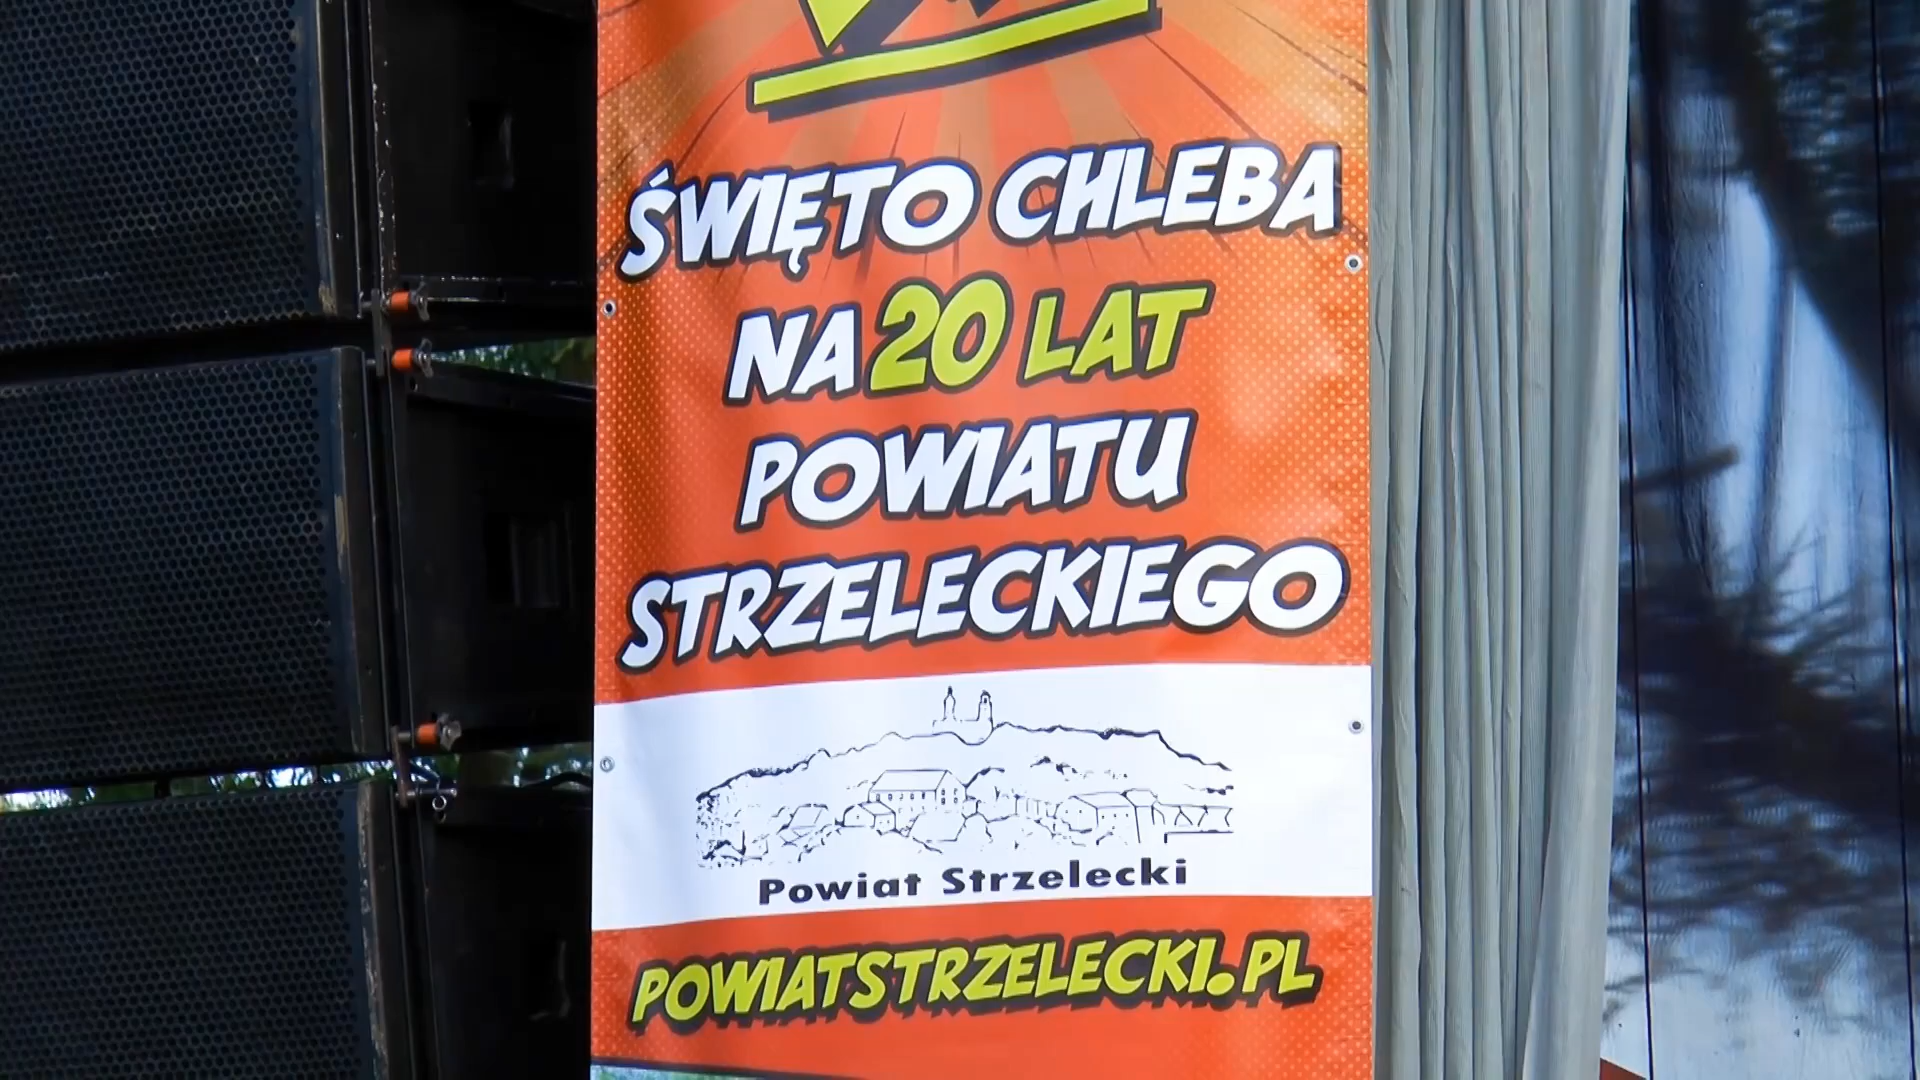 ŚWIĘTO CHLEBA
NA 20 LAT
POWIATU
STRZELECKIEGO
Powiat Strzelecki
POWIATSTRZELECKI.PL